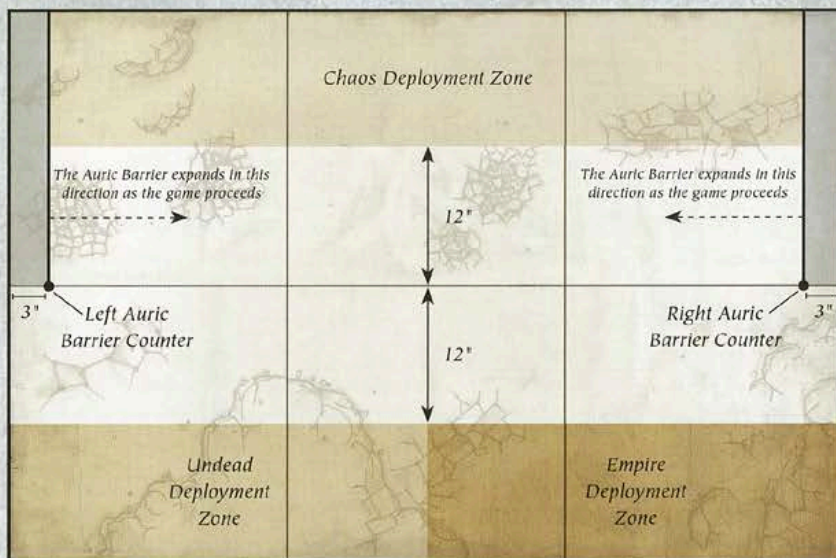 Chaos Deployment Zone
The Auric Barrier expands in this
direction as the game proceeds
The Auric Barrier expands in this
direction as the game proceeds
12"
3"
Left Auric
Barrier Counter
Right Auric
Barrier Counter
3"
12"
Undead
Deployment
Zone
Empire
Deployment
Zone